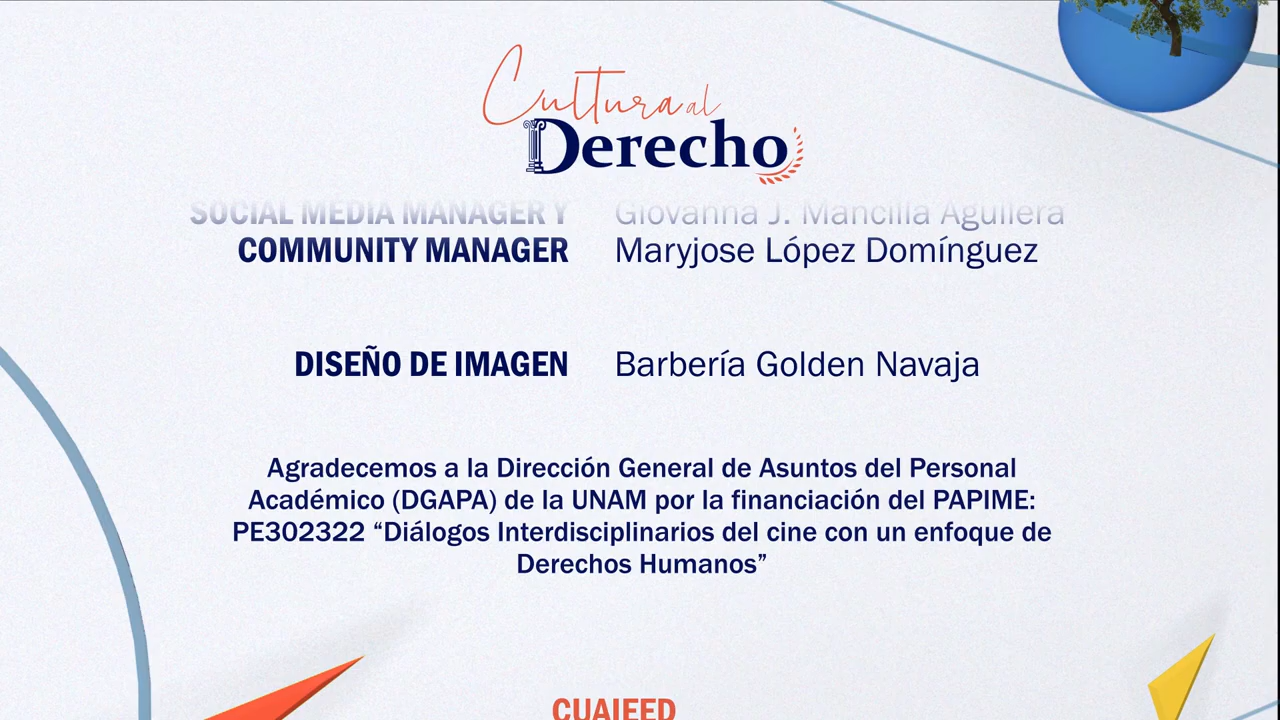 Cultura al
Derecho
SOCIAL MEDIA MANAGER Y Giovanna J. Mancilla Aguilera
COMMUNITY MANAGER Maryjose López Domínguez
DISEÑO DE IMAGEN Barbería Golden Navaja
Agradecemos a la Dirección General de Asuntos del Personal
Académico (DGAPA) de la UNAM por la financiación del PAPIME:
PE302322 “Diálogos Interdisciplinarios del cine con un enfoque de
Derechos Humanos”
CUAIEED